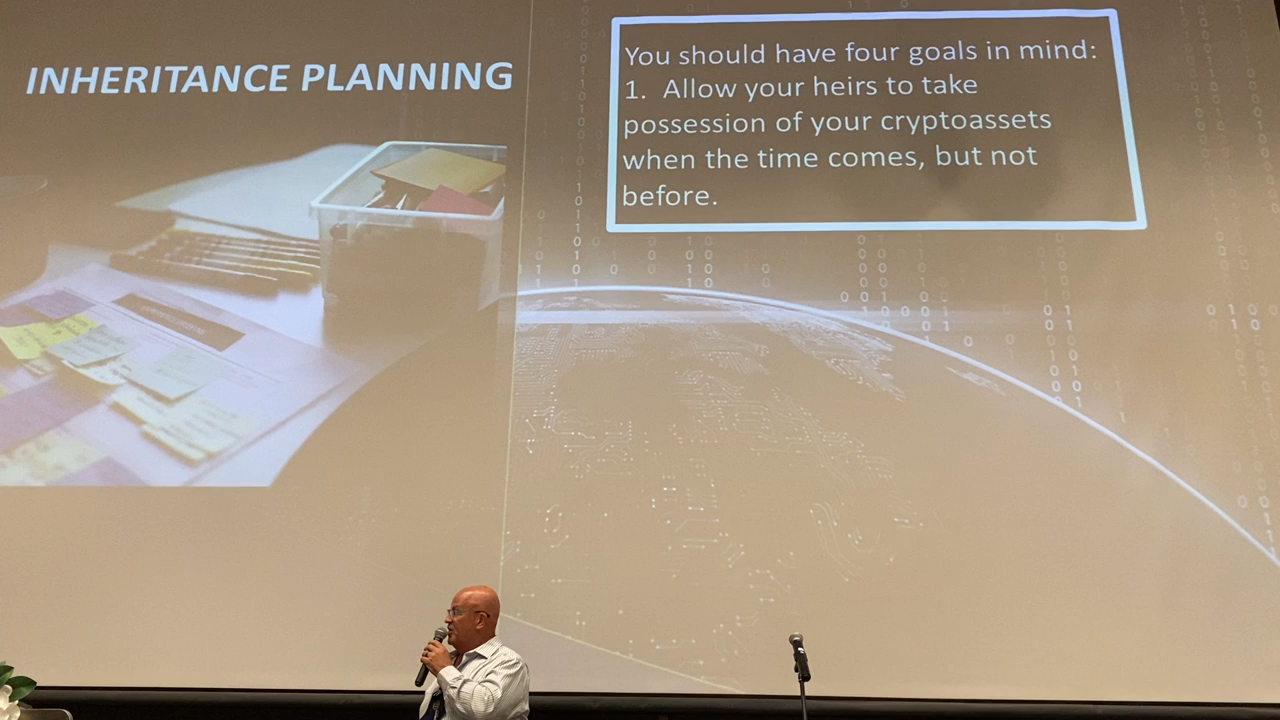 INHERITANCE PLANNING
You should have four goals in mind:
1. Allow your heirs to take
possession of your cryptoassets
when the time comes, but not
before.